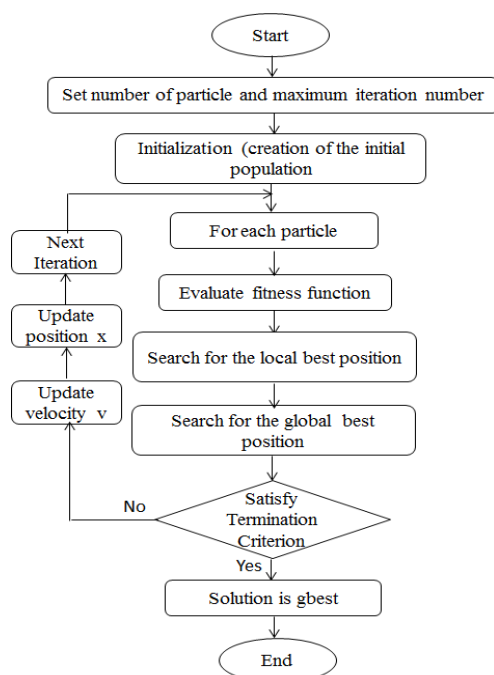 Start
Set number of particle and maximum iteration number
Initialization (creation of the initial
population
For each particle
Next
Iteration
Evaluate fitness function
Update
position x
Search for the local best position
Update
velocity v
Search for the global best
position
No
Satisfy
Termination
Criterion
Yes
Solution is gbest
End